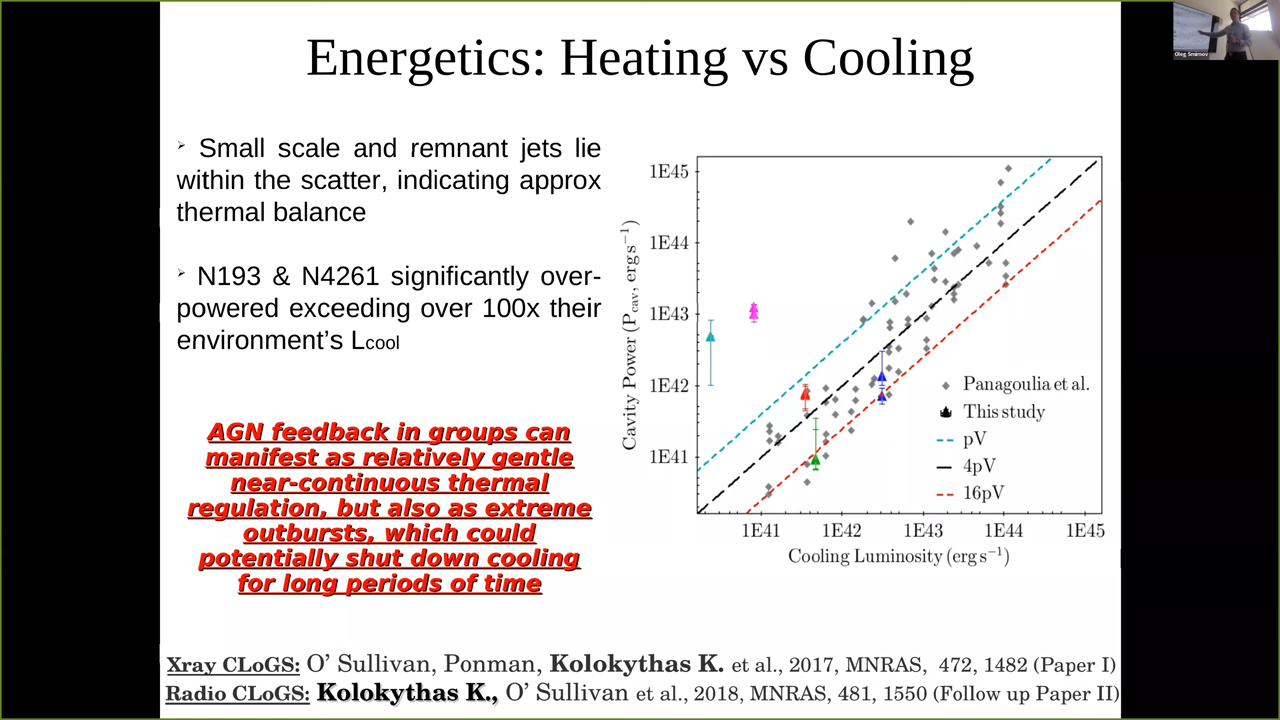 Energetics: Heating vs Cooling
Oleg Smirnov
➢ Small scale and remnant jets lie
within the scatter, indicating approx
thermal balance
➢ N193 & N4261 significantly over-
powered exceeding over 100x their
environment's Lcool
AGN feedback in groups can
manifest as relatively gentle
near-continuous thermal
regulation, but also as extreme
outbursts, which could
potentially shut down cooling
for long periods of time
Cavity Power (Pcav, erg s−1)
1E45
1E44
1E43
1E42
1E41
Panagoulia et al.
This study
pV
4pV
16pV
1E41 1E42 1E43 1E44 1E45
Cooling Luminosity (erg s−1)
Xray CLoGS: O' Sullivan, Ponman, Kolokythas K. et al., 2017, MNRAS, 472, 1482 (Paper I)
Radio CLoGS: Kolokythas K., O' Sullivan et al., 2018, MNRAS, 481, 1550 (Follow up Paper II)